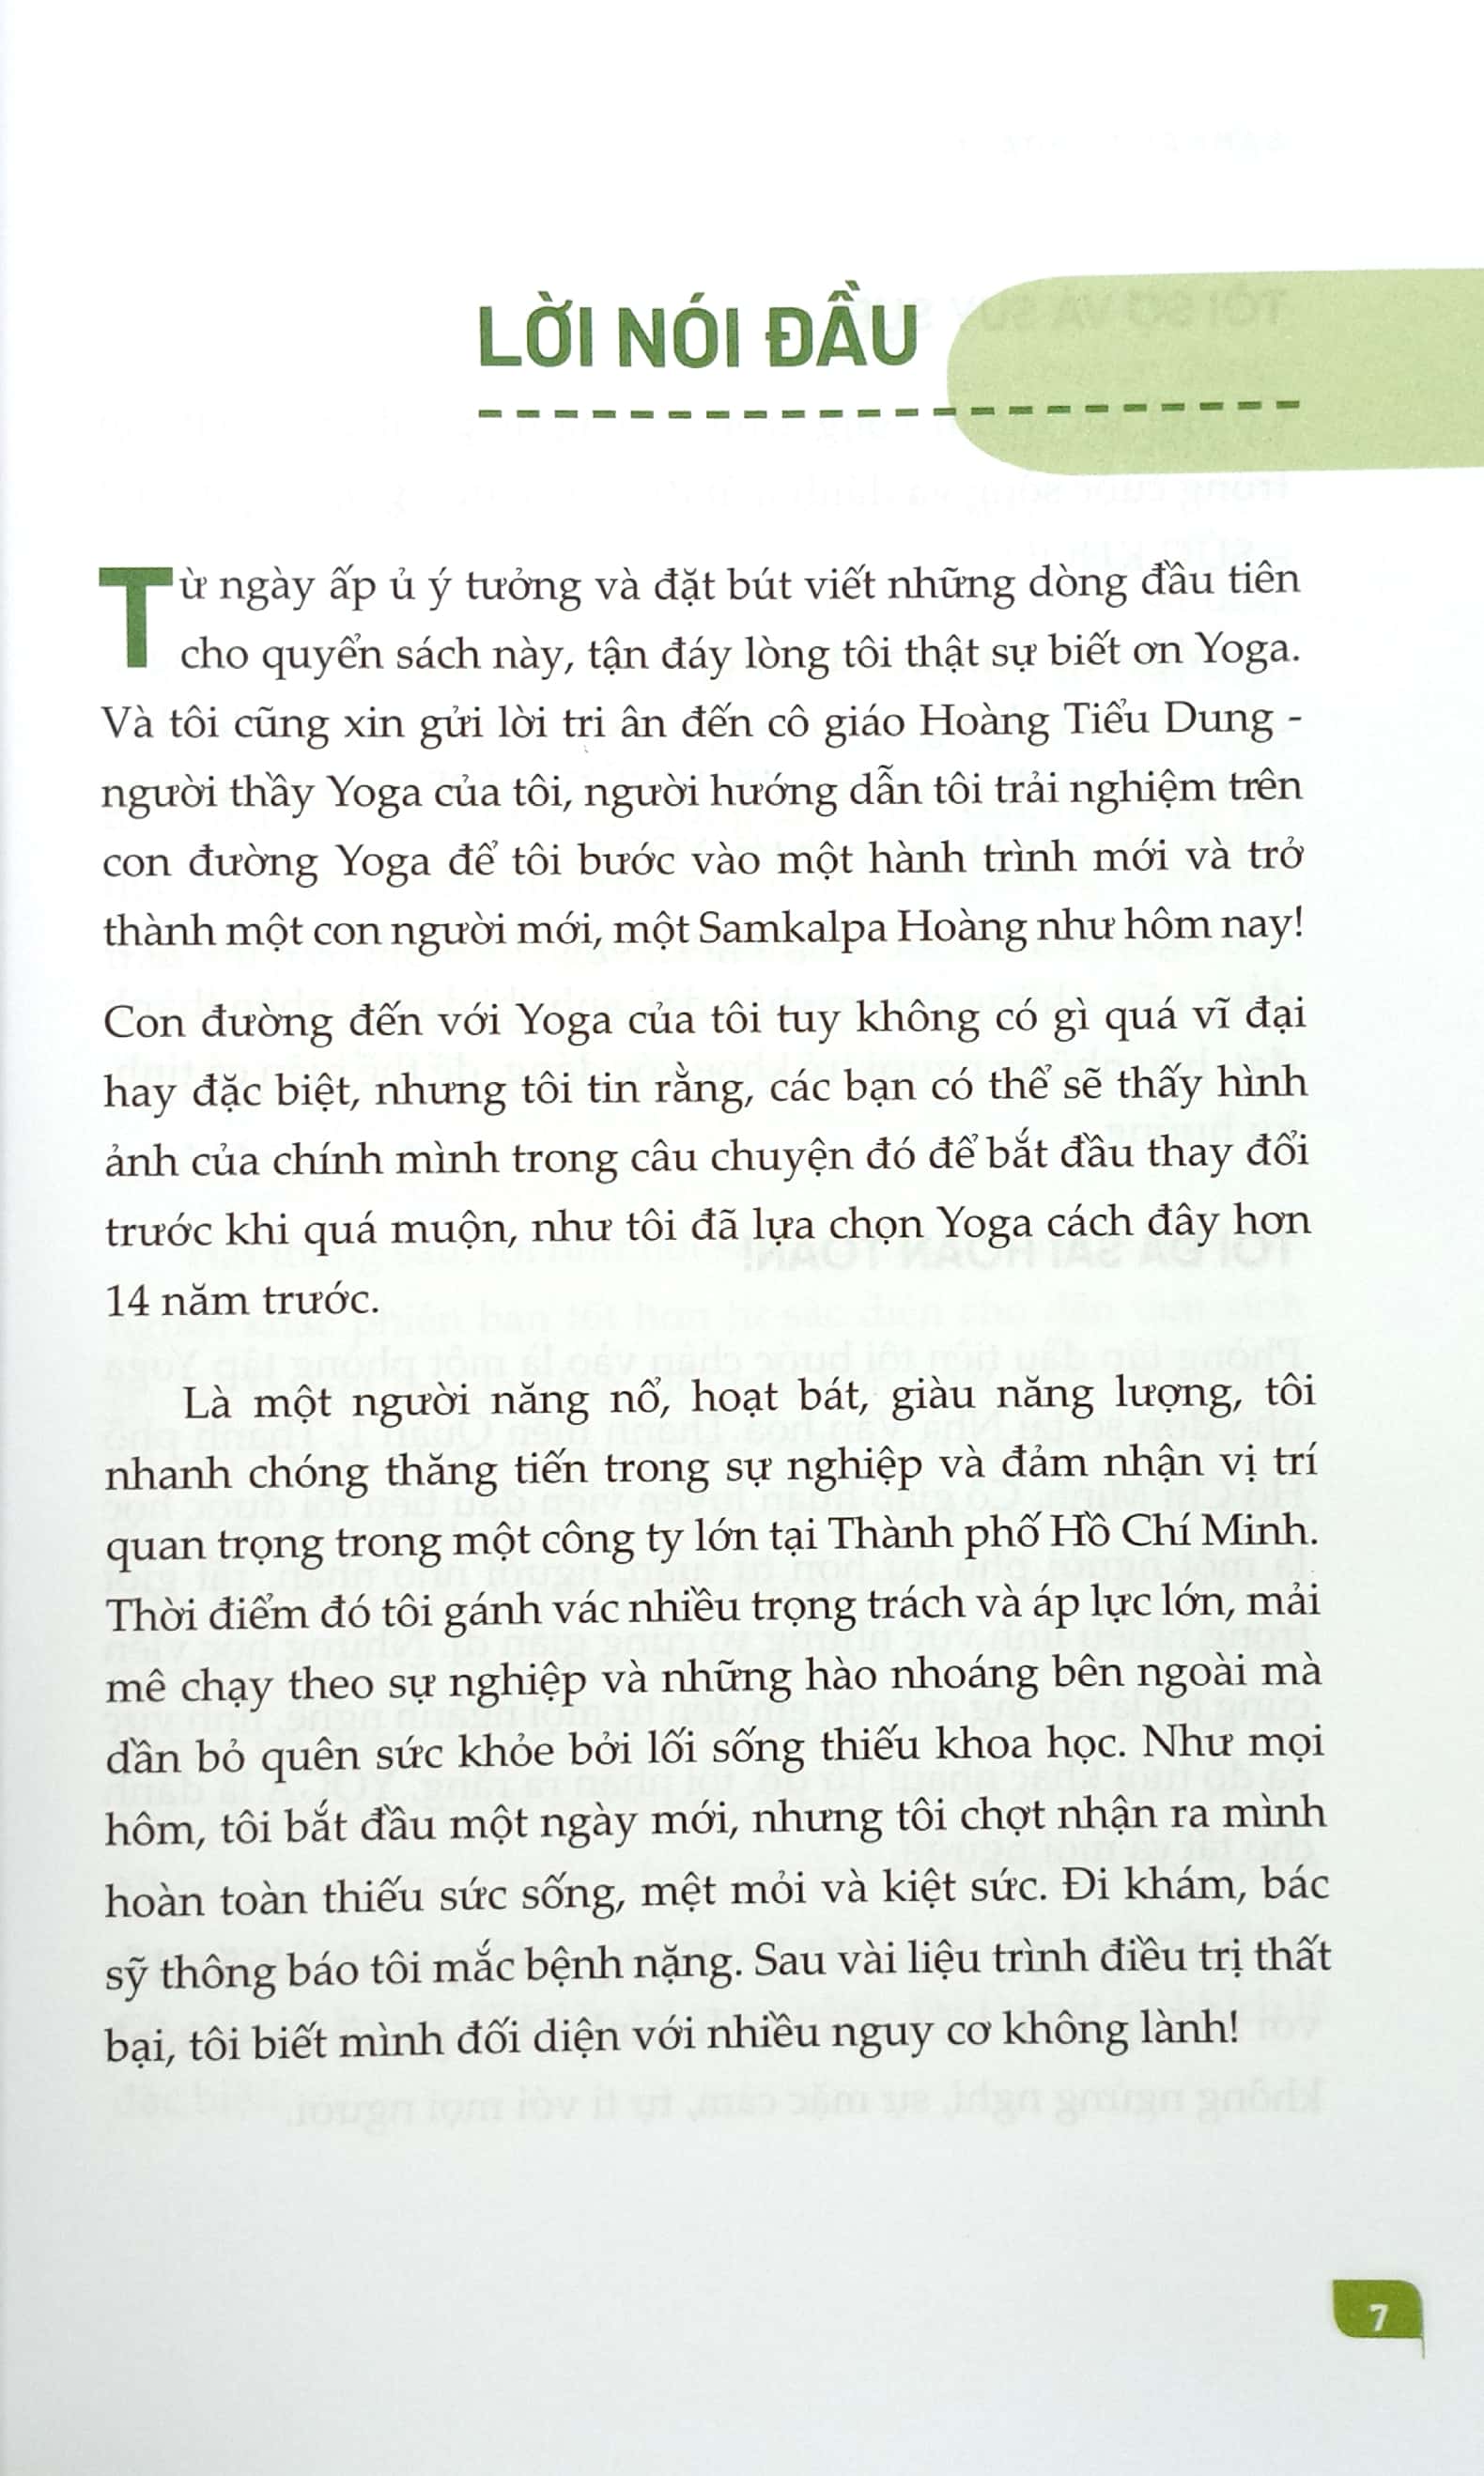 LỜI NÓI ĐẦU
Từ ngày ấp ủ ý tưởng và đặt bút viết những dòng đầu tiên
cho quyển sách này, tận đáy lòng tôi thật sự biết ơn Yoga.
Và tôi cũng xin gửi lời tri ân đến cô giáo Hoàng Tiểu Dung -
người thầy Yoga của tôi, người hướng dẫn tôi trải nghiệm trên
con đường Yoga để tôi bước vào một hành trình mới và trở
thành một con người mới, một Samkalpa Hoàng như hôm nay!
Con đường đến với Yoga của tôi tuy không có gì quá vĩ đại
hay đặc biệt, nhưng tôi tin rằng, các bạn có thể sẽ thấy hình
ảnh của chính mình trong câu chuyện đó để bắt đầu thay đổi
trước khi quá muộn, như tôi đã lựa chọn Yoga cách đây hơn
14 năm trước.
Là một người năng nổ, hoạt bát, giàu năng lượng, tôi
nhanh chóng thăng tiến trong sự nghiệp và đảm nhận vị trí
quan trọng trong một công ty lớn tại Thành phố Hồ Chí Minh.
Thời điểm đó tôi gánh vác nhiều trọng trách và áp lực lớn, mải
mê chạy theo sự nghiệp và những hào nhoáng bên ngoài mà
dần bỏ quên sức khỏe bởi lối sống thiếu khoa học. Như mọi
hôm, tôi bắt đầu một ngày mới, nhưng tôi chợt nhận ra mình
hoàn toàn thiếu sức sống, mệt mỏi và kiệt sức. Đi khám, bác
sỹ thông báo tôi mắc bệnh nặng. Sau vài liệu trình điều trị thất
bại, tôi biết mình đối diện với nhiều nguy cơ không lành!
7